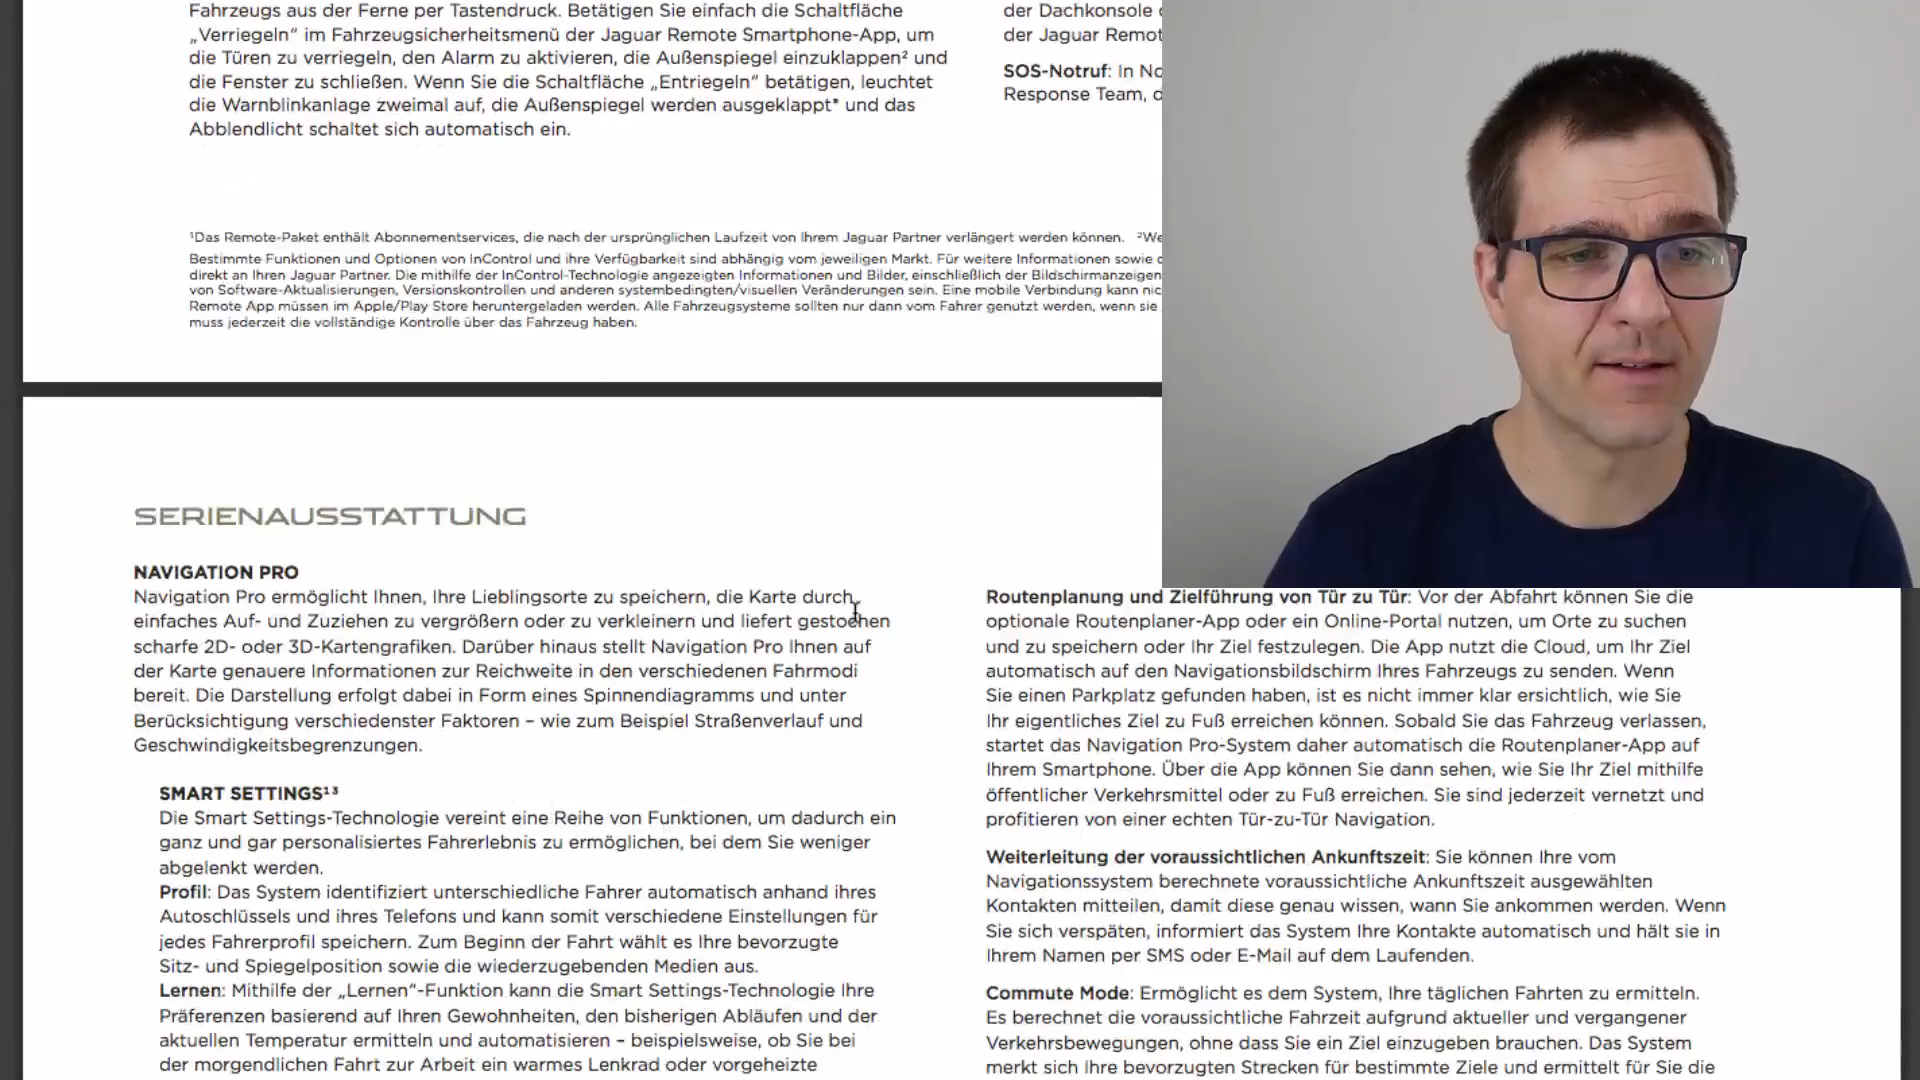 Fahrzeugs aus der Ferne per Tastendruck. Betätigen Sie einfach die Schaltfläche
„Verriegeln“ im Fahrzeugsicherheitsmenü der Jaguar Remote Smartphone-App, um
die Türen zu verriegeln, den Alarm zu aktivieren, die Außenspiegel einzuklappen² und
die Fenster zu schließen. Wenn Sie die Schaltfläche „Entriegeln“ betätigen, leuchtet
die Warnblinkanlage zweimal auf, die Außenspiegel werden ausgeklappt* und das
Abblendlicht schaltet sich automatisch ein.
der Dachkonsole
der Jaguar Remot
SOS-Notruf: In No
Response Team, d
¹Das Remote-Paket enthält Abonnementservices, die nach der ursprünglichen Laufzeit von Ihrem Jaguar Partner verlängert werden können. ²We
Bestimmte Funktionen und Optionen von InControl und ihre Verfügbarkeit sind abhängig vom jeweiligen Markt. Für weitere Informationen sowie
direkt an Ihren Jaguar Partner. Die mithilfe der InControl-Technologie angezeigten Informationen und Bilder, einschließlich der Bildschirmanzeigen
von Software-Aktualisierungen, Versionskontrollen und anderen systembedingten/visuellen Veränderungen sein. Eine mobile Verbindung kann nic
Remote App müssen im Apple/Play Store heruntergeladen werden. Alle Fahrzeugsysteme sollten nur dann vom Fahrer genutzt werden, wenn sie
muss jederzeit die vollständige Kontrolle über das Fahrzeug haben.
SERIENAUSSTATTUNG
NAVIGATION PRO
Navigation Pro ermöglicht Ihnen, Ihre Lieblingsorte zu speichern, die Karte durch
einfaches Auf- und Zuziehen zu vergrößern oder zu verkleinern und liefert gestochen
scharfe 2D- oder 3D-Kartengrafiken. Darüber hinaus stellt Navigation Pro Ihnen auf
der Karte genauere Informationen zur Reichweite in den verschiedenen Fahrmodi
bereit. Die Darstellung erfolgt dabei in Form eines Spinnendiagramms und unter
Berücksichtigung verschiedenster Faktoren – wie zum Beispiel Straßenverlauf und
Geschwindigkeitsbegrenzungen.
SMART SETTINGS¹ ³
Die Smart Settings-Technologie vereint eine Reihe von Funktionen, um dadurch ein
ganz und gar personalisiertes Fahrerlebnis zu ermöglichen, bei dem Sie weniger
abgelenkt werden.
Profil: Das System identifiziert unterschiedliche Fahrer automatisch anhand ihres
Autoschlüssels und ihres Telefons und kann somit verschiedene Einstellungen für
jedes Fahrerprofil speichern. Zum Beginn der Fahrt wählt es Ihre bevorzugte
Sitz- und Spiegelposition sowie die wiederzugebenden Medien aus.
Lernen: Mithilfe der „Lernen“-Funktion kann die Smart Settings-Technologie Ihre
Präferenzen basierend auf Ihren Gewohnheiten, den bisherigen Abläufen und der
aktuellen Temperatur ermitteln und automatisieren – beispielsweise, ob Sie bei
der morgendlichen Fahrt zur Arbeit ein warmes Lenkrad oder vorgeheizte
Routenplanung und Zielführung von Tür zu Tür: Vor der Abfahrt können Sie die
optionale Routenplaner-App oder ein Online-Portal nutzen, um Orte zu suchen
und zu speichern oder Ihr Ziel festzulegen. Die App nutzt die Cloud, um Ihr Ziel
automatisch auf den Navigationsbildschirm Ihres Fahrzeugs zu senden. Wenn
Sie einen Parkplatz gefunden haben, ist es nicht immer klar ersichtlich, wie Sie
Ihr eigentliches Ziel zu Fuß erreichen können. Sobald Sie das Fahrzeug verlassen,
startet das Navigation Pro-System daher automatisch die Routenplaner-App auf
Ihrem Smartphone. Über die App können Sie dann sehen, wie Sie Ihr Ziel mithilfe
öffentlicher Verkehrsmittel oder zu Fuß erreichen. Sie sind jederzeit vernetzt und
profitieren von einer echten Tür-zu-Tür Navigation.
Weiterleitung der voraussichtlichen Ankunftszeit: Sie können Ihre vom
Navigationssystem berechnete voraussichtliche Ankunftszeit ausgewählten
Kontakten mitteilen, damit diese genau wissen, wann Sie ankommen werden. Wenn
Sie sich verspäten, informiert das System Ihre Kontakte automatisch und hält sie in
Ihrem Namen per SMS oder E-Mail auf dem Laufenden.
Commute Mode: Ermöglicht es dem System, Ihre täglichen Fahrten zu ermitteln.
Es berechnet die voraussichtliche Fahrzeit aufgrund aktueller und vergangener
Verkehrsbewegungen, ohne dass Sie ein Ziel einzugeben brauchen. Das System
merkt sich Ihre bevorzugten Strecken für bestimmte Ziele und ermittelt für Sie die